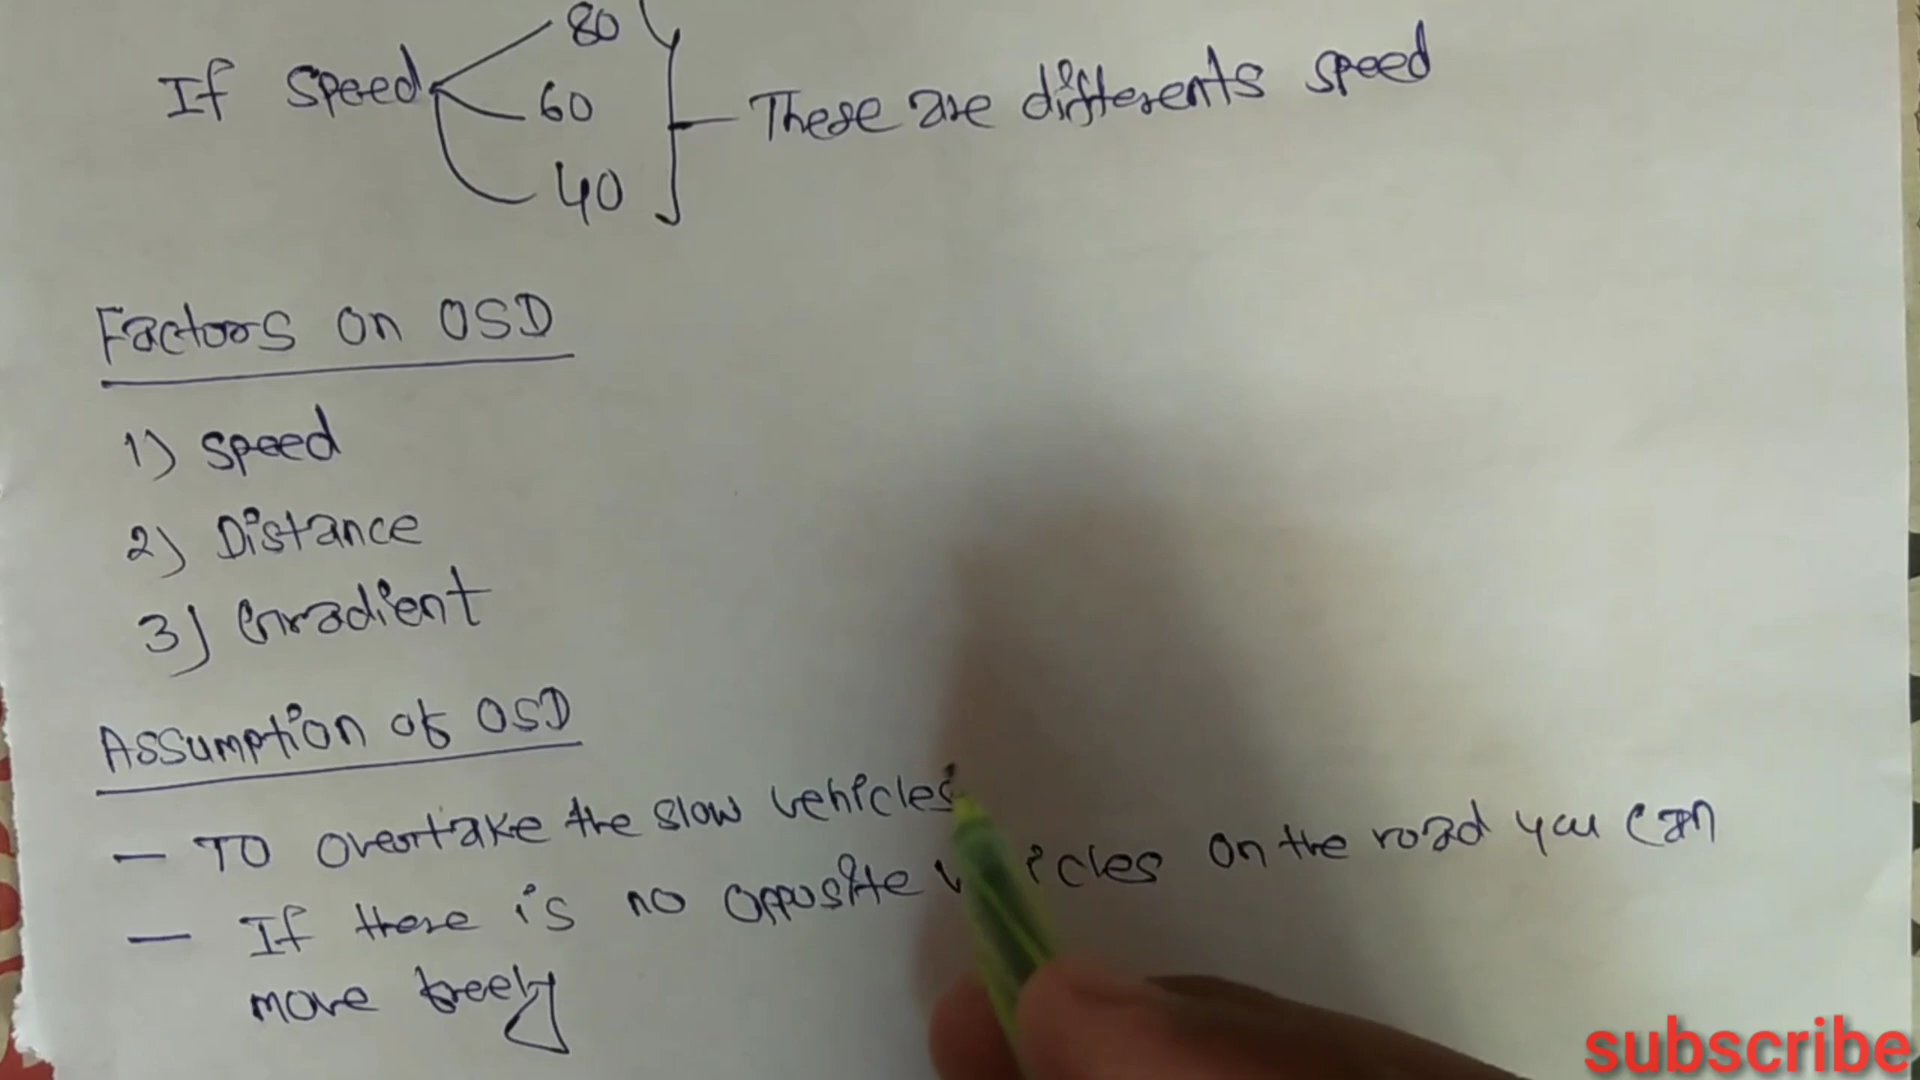 80
If speed 60 These are differents speed
40
Factors on OSD
1) speed
2) Distance
3) Gradient
Assumption of OSD
— To overtake the slow vehicles
— If there is no opposite on the road you can
move freely
subscribe